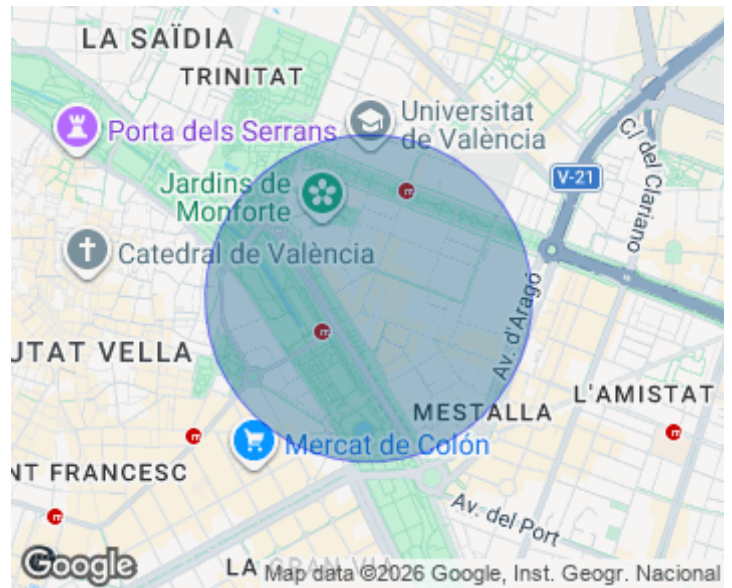 LA SAÏDIA
TRINITAT
Porta dels Serrans
Universitat
de València
C/ del Clariano
Jardins de
Monforte
V-21
Catedral de València
Av. d'Aragó
UTAT VELLA
L'AMISTAT
MESTALLA
Mercat de Colón
NT FRANCESC
Av. del Port
Google
LA GRAN VIA
Map data ©2026 Google, Inst. Geogr. Nacional